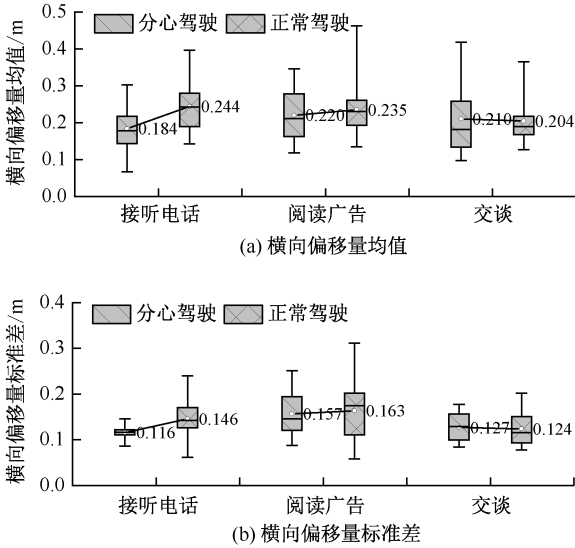 横向偏移量均值/m
0.5
0.4
0.3
0.2
0.1
0.0
分心驾驶 正常驾驶
0.184 0.244 0.220 0.235 0.210 0.204
接听电话 阅读广告 交谈
(a) 横向偏移量均值
横向偏移量标准差/m
0.4
0.3
0.2
0.1
0.0
分心驾驶 正常驾驶
0.116 0.146 0.157 0.163 0.127 0.124
接听电话 阅读广告 交谈
(b) 横向偏移量标准差